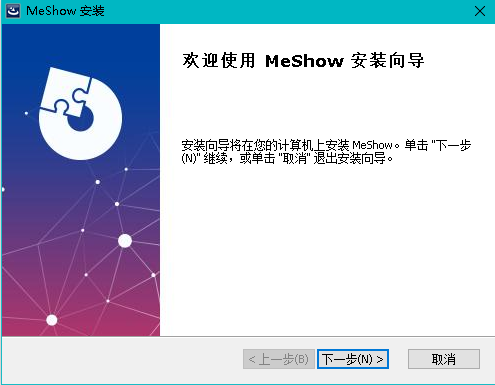 MeShow 安装
欢迎使用 MeShow 安装向导
安装向导将在您的计算机上安装 MeShow。单击 "下一步
(N)" 继续，或单击 "取消" 退出安装向导。
< 上一步(B)
下一步(N) >
取消